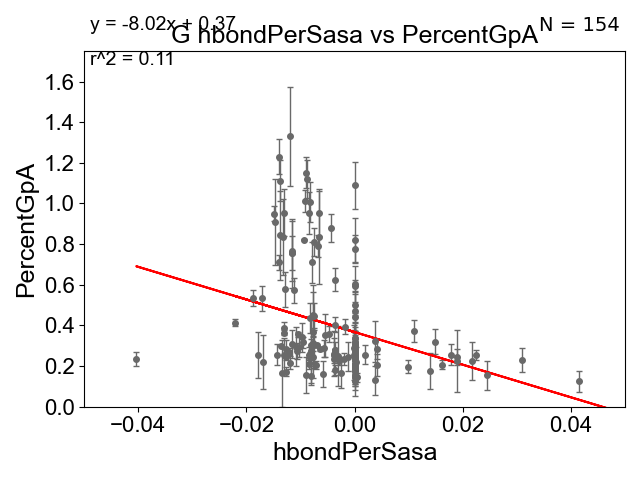 y = -8.02x + 0.37
N = 154
G hbondPerSasa vs PercentGpA
r^2 = 0.11
PercentGpA
1.6
1.4
1.2
1.0
0.8
0.6
0.4
0.2
0.0
−0.04 −0.02 0.00 0.02 0.04
hbondPerSasa